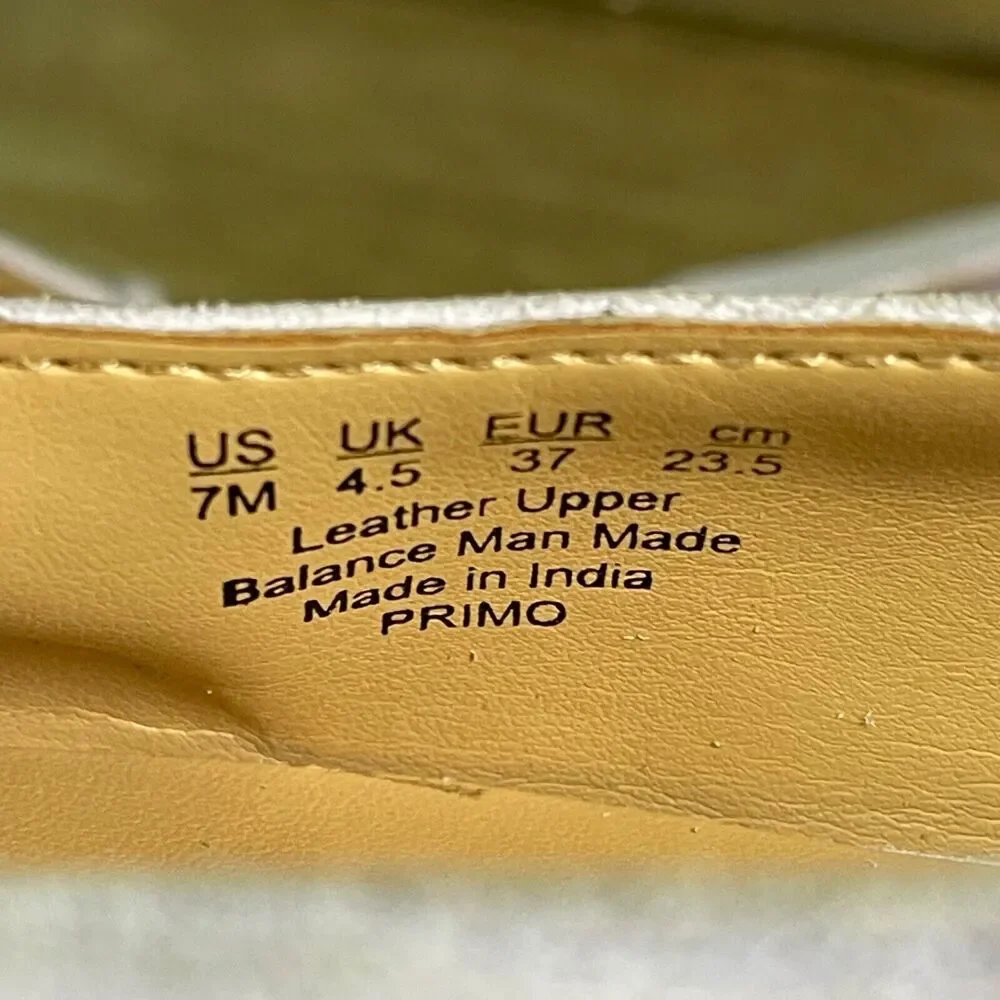 US UK EUR cm
7M 4.5 37 23.5
Leather Upper
Balance Man Made
Made in India
PRIMO